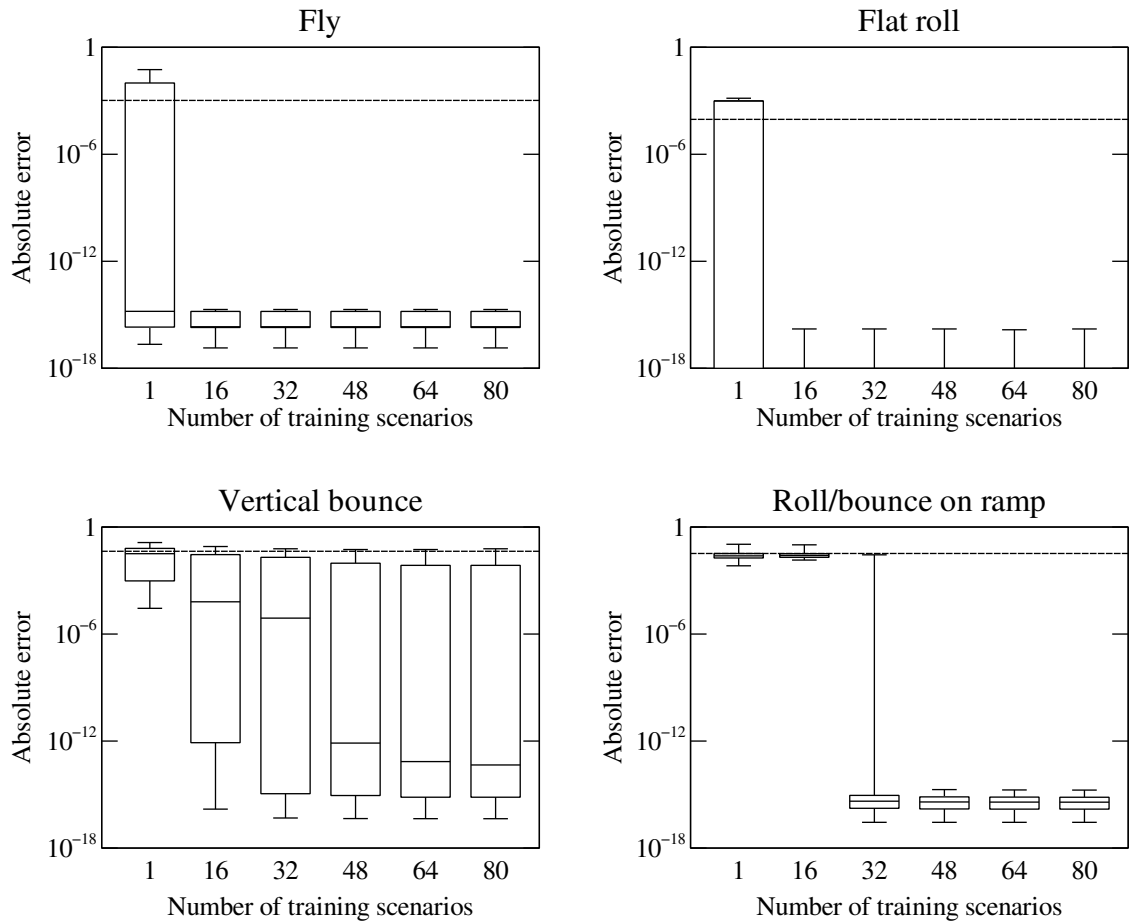 Fly
Absolute error
1
10⁻⁶
10⁻¹²
10⁻¹⁸
1 16 32 48 64 80
Number of training scenarios
Flat roll
Absolute error
1
10⁻⁶
10⁻¹²
10⁻¹⁸
1 16 32 48 64 80
Number of training scenarios
Vertical bounce
Absolute error
1
10⁻⁶
10⁻¹²
10⁻¹⁸
1 16 32 48 64 80
Number of training scenarios
Roll/bounce on ramp
Absolute error
1
10⁻⁶
10⁻¹²
10⁻¹⁸
1 16 32 48 64 80
Number of training scenarios